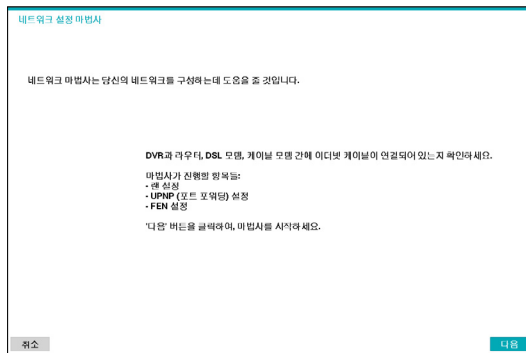 네트워크 설정 마법사
네트워크 마법사는 당신의 네트워크를 구성하는데 도움을 줄 것입니다.
DVR과 라우터, DSL 모뎀, 케이블 모뎀 간에 이더넷 케이블이 연결되어 있는지 확인하세요.
마법사가 진행할 항목들:
- 랜 설정
- UPNP (포트 포워딩) 설정
- FEN 설정
'다음' 버튼을 클릭하여, 마법사를 시작하세요.
취소
다음